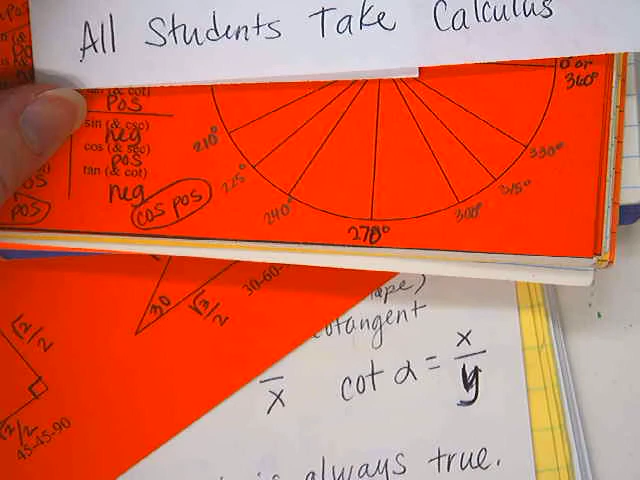 All Students Take Calculus
0 or
360°
tan (& cot)
pos
sin (& csc)
neg
cos (& sec)
pos
tan (& cot)
neg
pos
cos pos
210°
225°
240°
270°
300°
315°
330°
30
√3/2
30-60-
√2/2
√2/2
45-45-90
cotangent
x
cot α = x/y
always true.